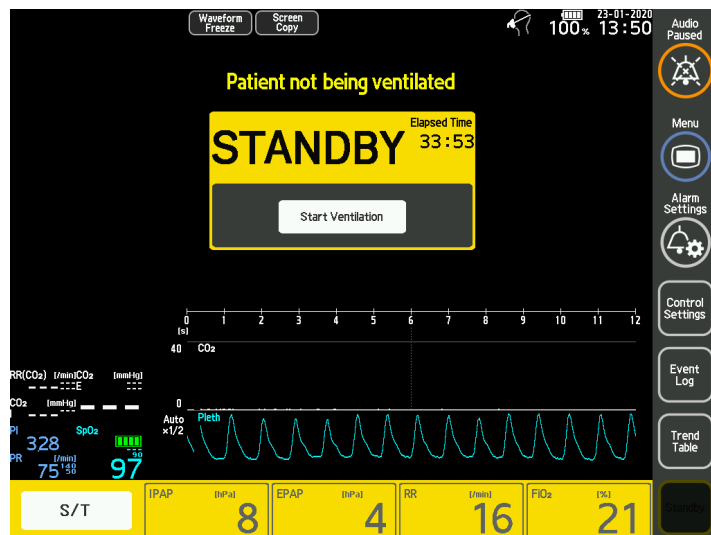 Waveform
Freeze
Screen
Copy
100%
23-01-2020
13:50
Audio
Paused
Patient not being ventilated
STANDBY
Elapsed Time
33:53
Start Ventilation
Menu
Alarm
Settings
Control
Settings
Event
Log
Trend
Table
Standby
0 1 2 3 4 5 6 7 8 9 10 11 12
[s]
40 CO₂
0
RR(CO₂) [/min]
CO₂ [mmHg]
E
CO₂ [mmHg]
I
Auto
×1/2
Pleth
PI
328
SpO₂
90
97
PR [/min]
75
140
50
S/T
IPAP [hPa]
8
EPAP [hPa]
4
RR [/min]
16
FiO₂ [%]
21